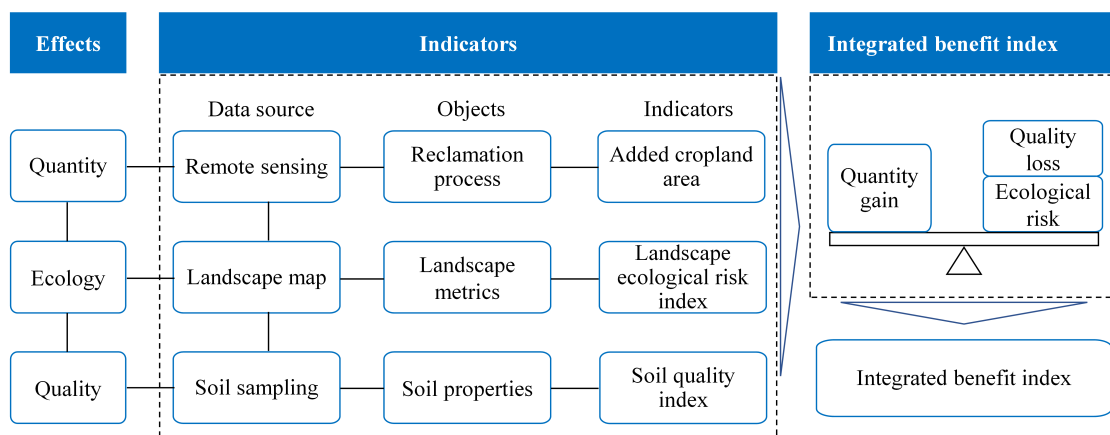 Effects
Indicators
Integrated benefit index
Data source
Objects
Indicators
Quantity
Remote sensing
Reclamation
process
Added cropland
area
Ecology
Landscape map
Landscape
metrics
Landscape
ecological risk
index
Quality
Soil sampling
Soil properties
Soil quality
index
Quantity
gain
Quality
loss
Ecological
risk
Integrated benefit index